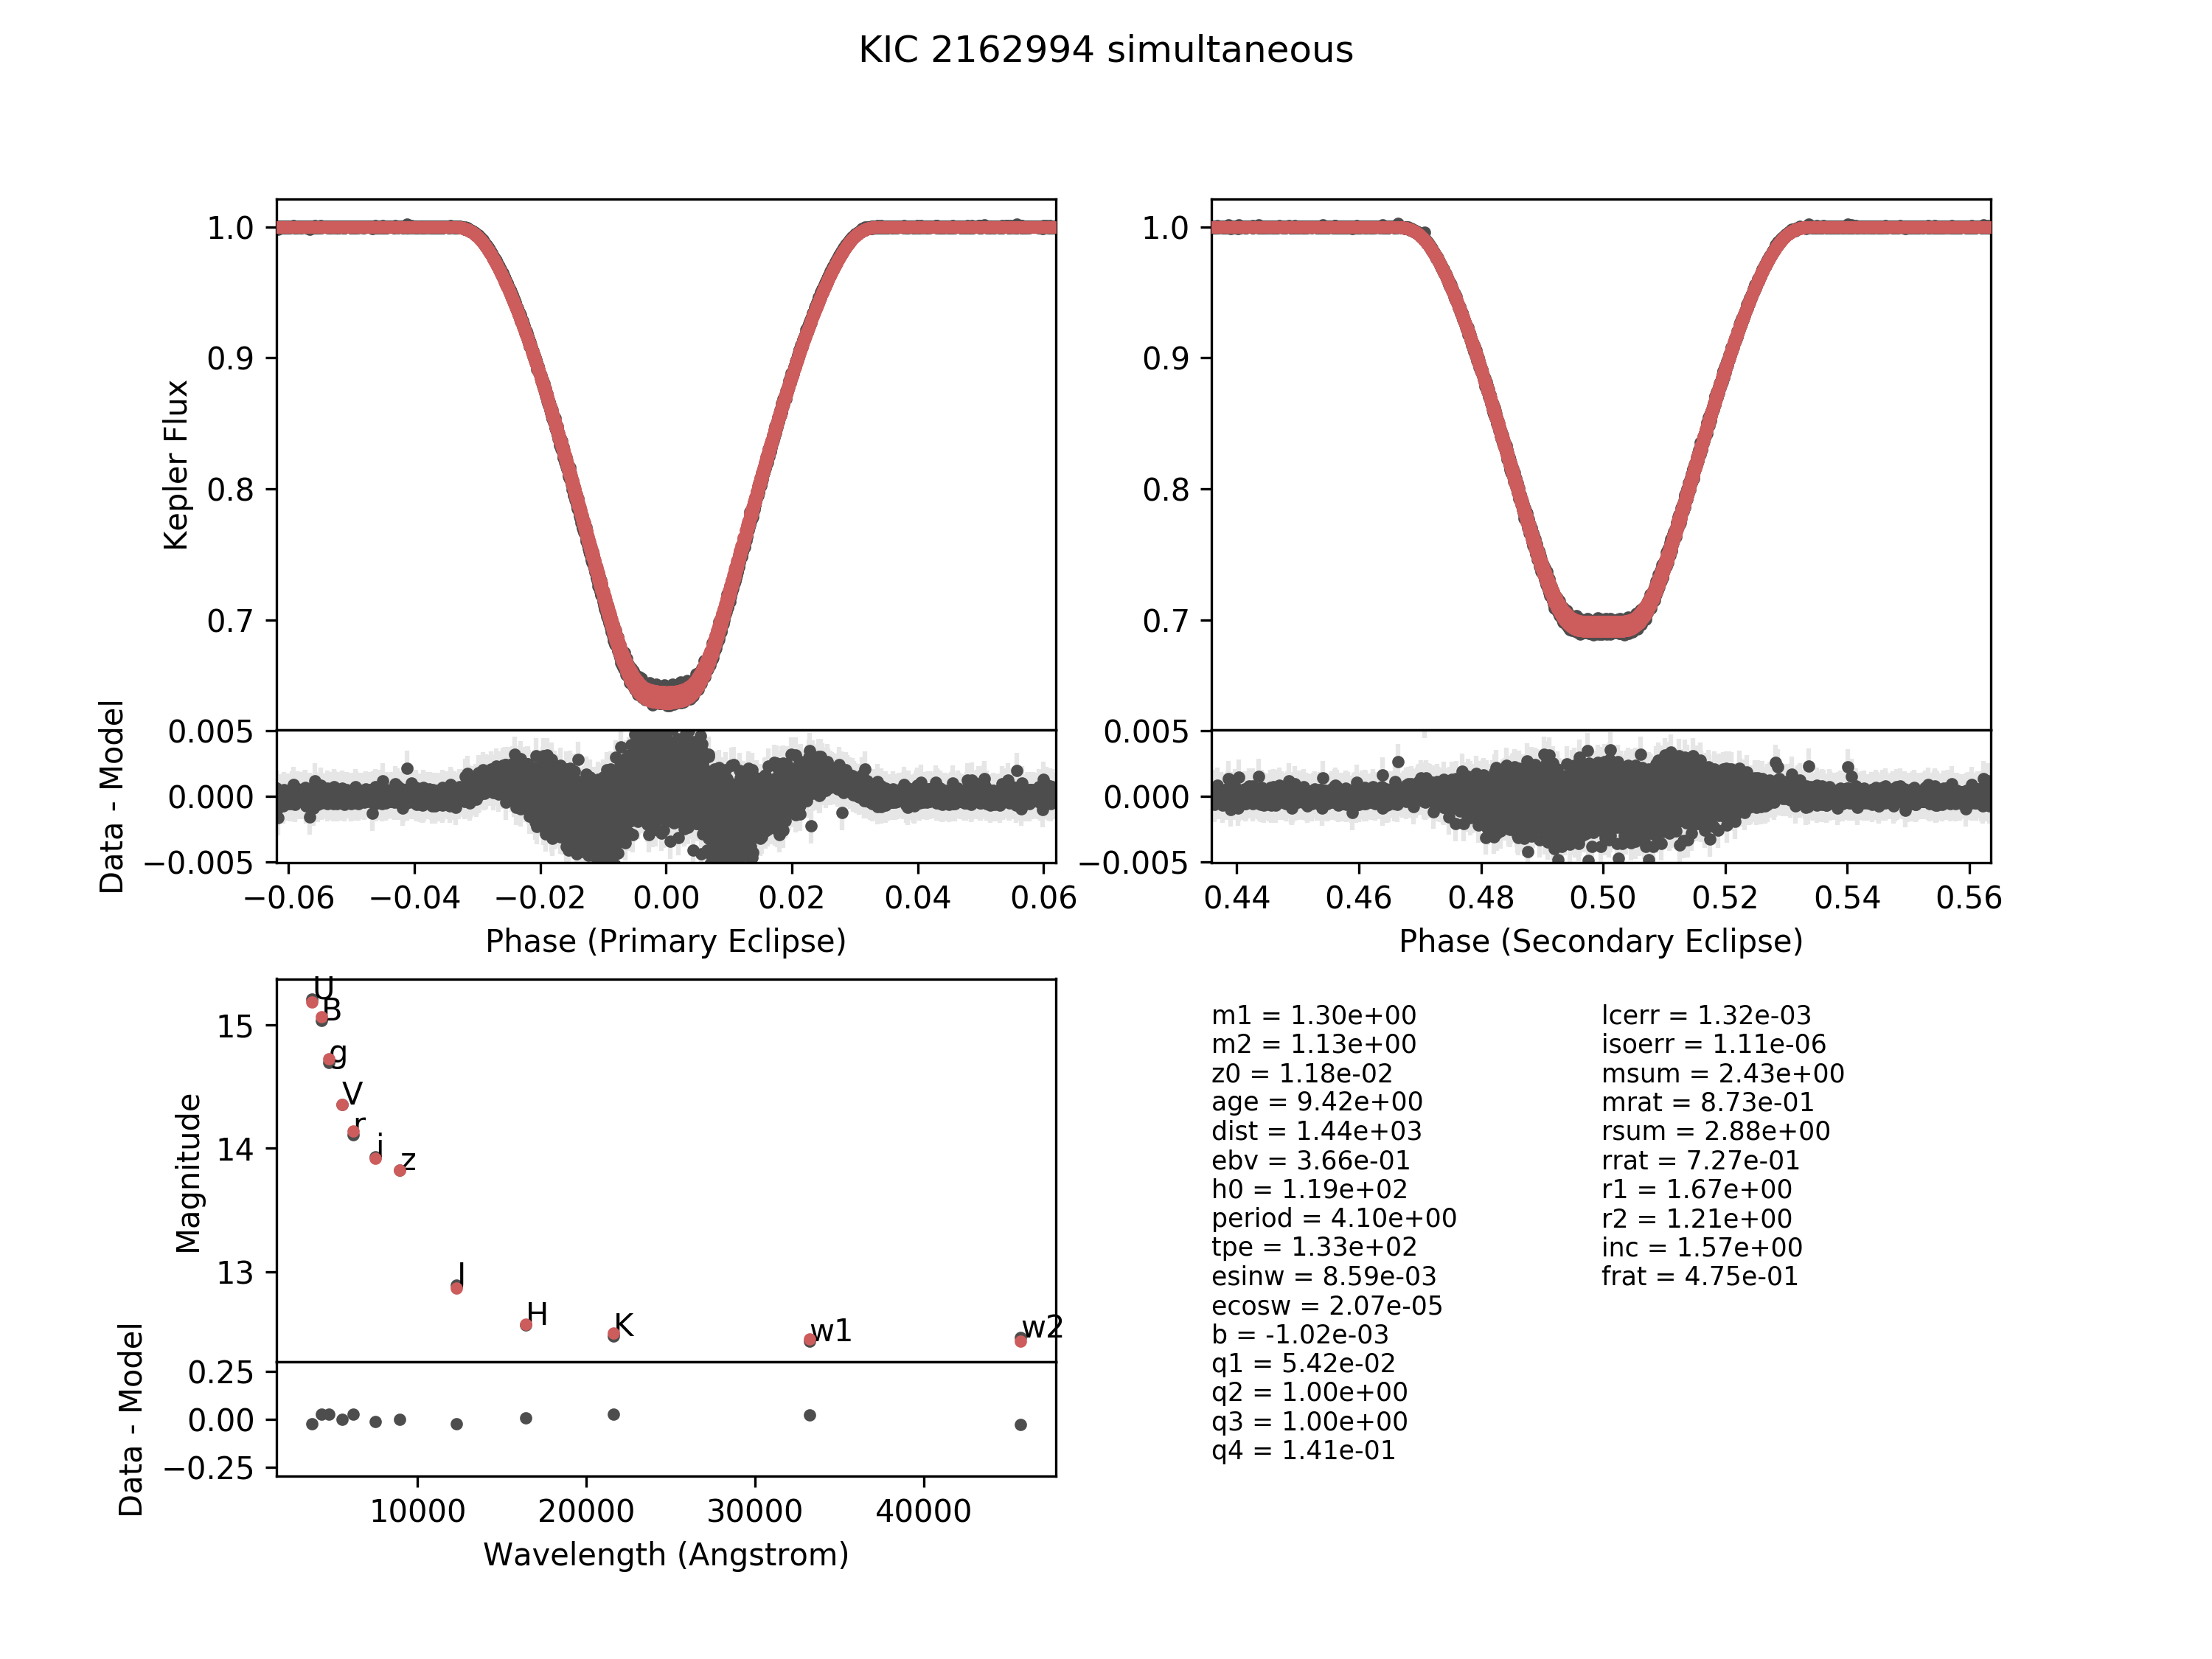 KIC 2162994 simultaneous
Kepler Flux
1.0
0.9
0.8
0.7
1.0
0.9
0.8
0.7
Data - Model
0.005
0.000
−0.005
0.005
0.000
−0.005
−0.06 −0.04 −0.02 0.00 0.02 0.04 0.06
0.44 0.46 0.48 0.50 0.52 0.54 0.56
Phase (Primary Eclipse)
Phase (Secondary Eclipse)
Magnitude
15
14
13
U
B
g
V
r
i
z
J
H
K
w1
w2
Data - Model
0.25
0.00
−0.25
10000 20000 30000 40000
Wavelength (Angstrom)
m1 = 1.30e+00
m2 = 1.13e+00
z0 = 1.18e-02
age = 9.42e+00
dist = 1.44e+03
ebv = 3.66e-01
h0 = 1.19e+02
period = 4.10e+00
tpe = 1.33e+02
esinw = 8.59e-03
ecosw = 2.07e-05
b = -1.02e-03
q1 = 5.42e-02
q2 = 1.00e+00
q3 = 1.00e+00
q4 = 1.41e-01
lcerr = 1.32e-03
isoerr = 1.11e-06
msum = 2.43e+00
mrat = 8.73e-01
rsum = 2.88e+00
rrat = 7.27e-01
r1 = 1.67e+00
r2 = 1.21e+00
inc = 1.57e+00
frat = 4.75e-01